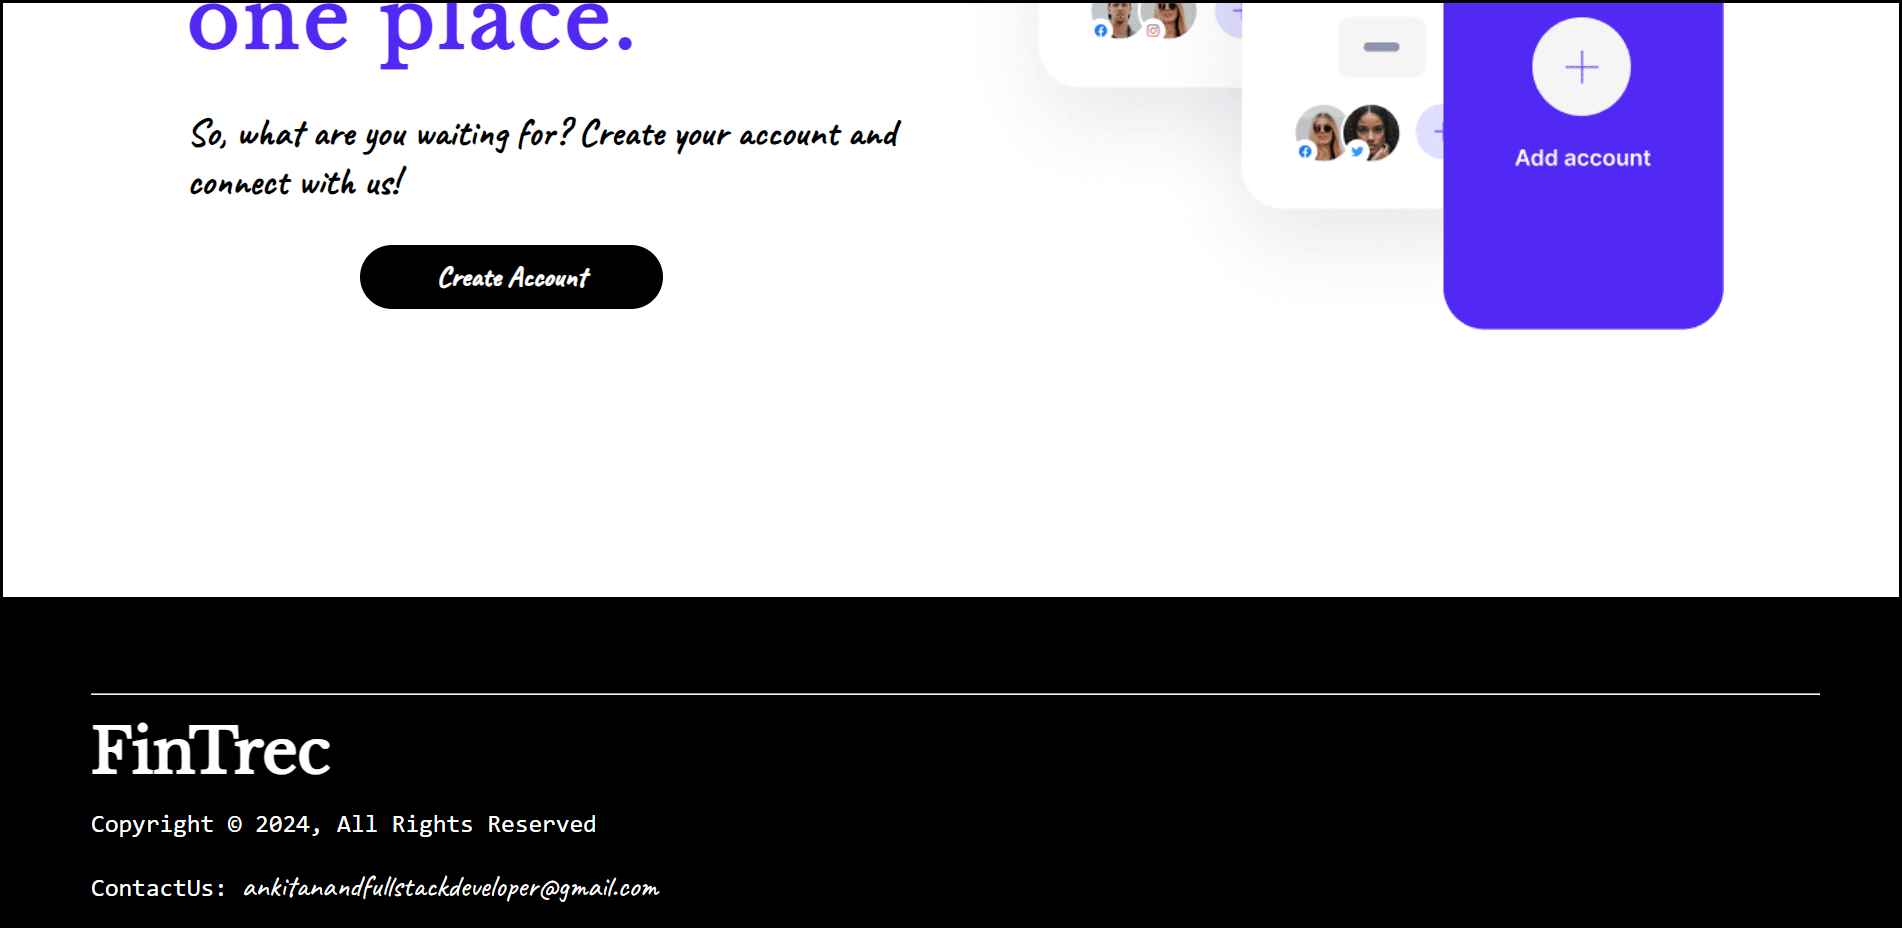 one place.
So, what are you waiting for? Create your account and
connect with us!
Create Account
Add account
FinTrec
Copyright © 2024, All Rights Reserved
ContactUs: ankitanandfullstackdeveloper@gmail.com